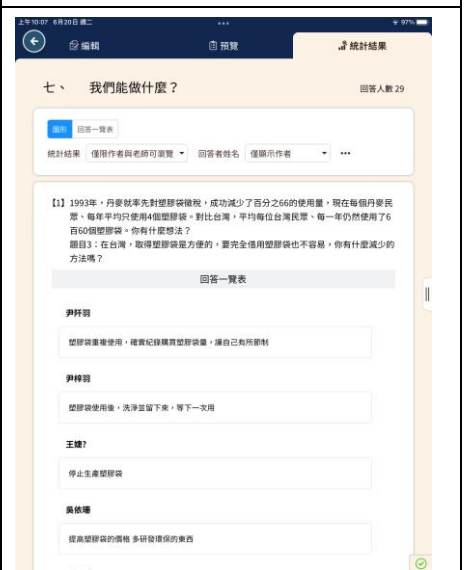 上午10:07 6月20日 週二
97%
編輯
預覽
統計結果
七、 我們能做什麼？
回答人數 29
圖形 回答一覽表
統計結果 僅限作者與老師可瀏覽 回答者姓名 僅顯示作者
【1】1993年，丹麥就率先對塑膠袋徵稅，成功減少了百分之66的使用量，現在每個丹麥民
眾、每年平均只使用4個塑膠袋。對比台灣，平均每位台灣民眾、每一年仍然使用了6
百60個塑膠袋。你有什麼想法？
題目3：在台灣，取得塑膠袋是方便的，要完全借用塑膠袋也不容易，你有什麼減少的
方法嗎？
回答一覽表
尹阡羽
塑膠袋重複使用，確實紀錄購買塑膠袋量，讓自己有所節制
尹梓羽
塑膠袋使用後，洗淨並留下來，等下一次用
王婕?
停止生產塑膠袋
吳依珊
提高塑膠袋的價格 多研發環保的東西